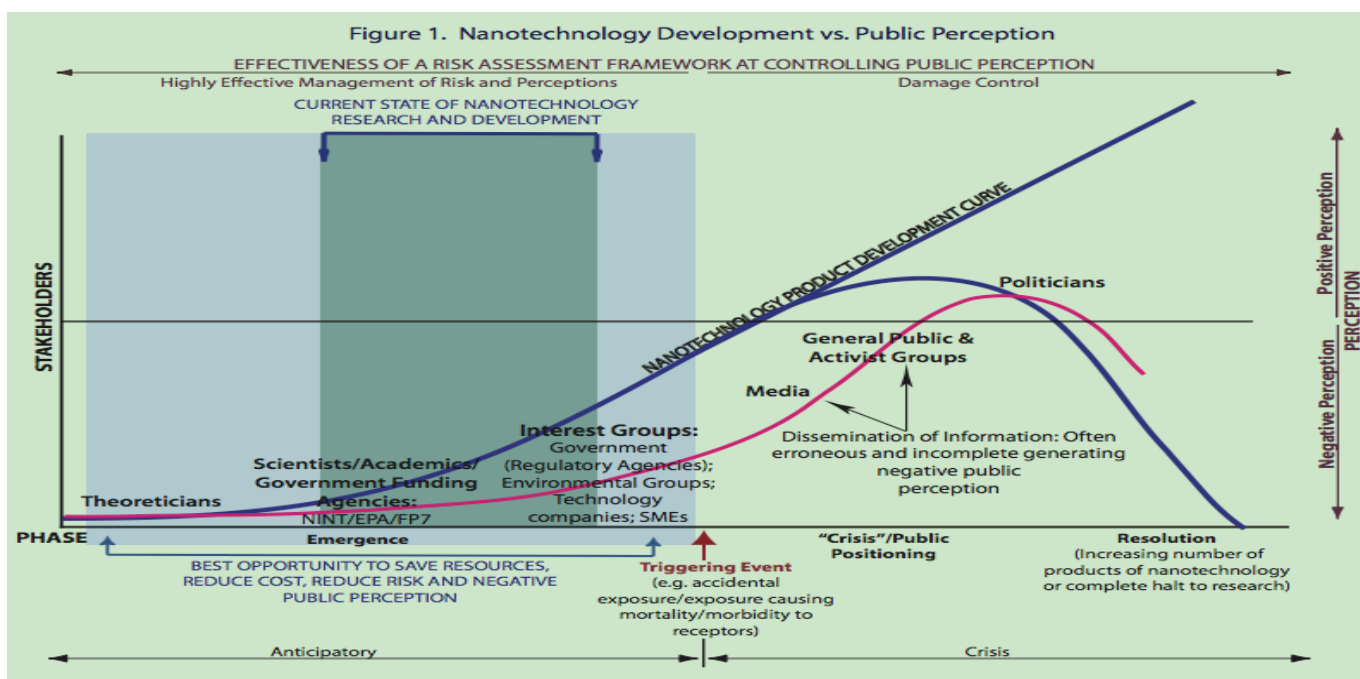 Figure 1. Nanotechnology Development vs. Public Perception
EFFECTIVENESS OF A RISK ASSESSMENT FRAMEWORK AT CONTROLLING PUBLIC PERCEPTION
Highly Effective Management of Risk and Perceptions
Damage Control
CURRENT STATE OF NANOTECHNOLOGY
RESEARCH AND DEVELOPMENT
STAKEHOLDERS
NANOTECHNOLOGY PRODUCT DEVELOPMENT CURVE
Positive Perception
Negative Perception
PERCEPTION
Politicians
General Public &
Activist Groups
Media
Dissemination of Information: Often
erroneous and incomplete generating
negative public
perception
Theoreticians
Scientists/Academics/
Government Funding
Agencies:
NINT/EPA/FP7
Interest Groups:
Government
(Regulatory Agencies);
Environmental Groups;
Technology
companies; SMEs
PHASE
Emergence
"Crisis"/Public
Positioning
Resolution
(Increasing number of
products of nanotechnology
or complete halt to research)
BEST OPPORTUNITY TO SAVE RESOURCES,
REDUCE COST, REDUCE RISK AND NEGATIVE
PUBLIC PERCEPTION
Triggering Event
(e.g. accidental
exposure/exposure causing
mortality/morbidity to
receptors)
Anticipatory
Crisis